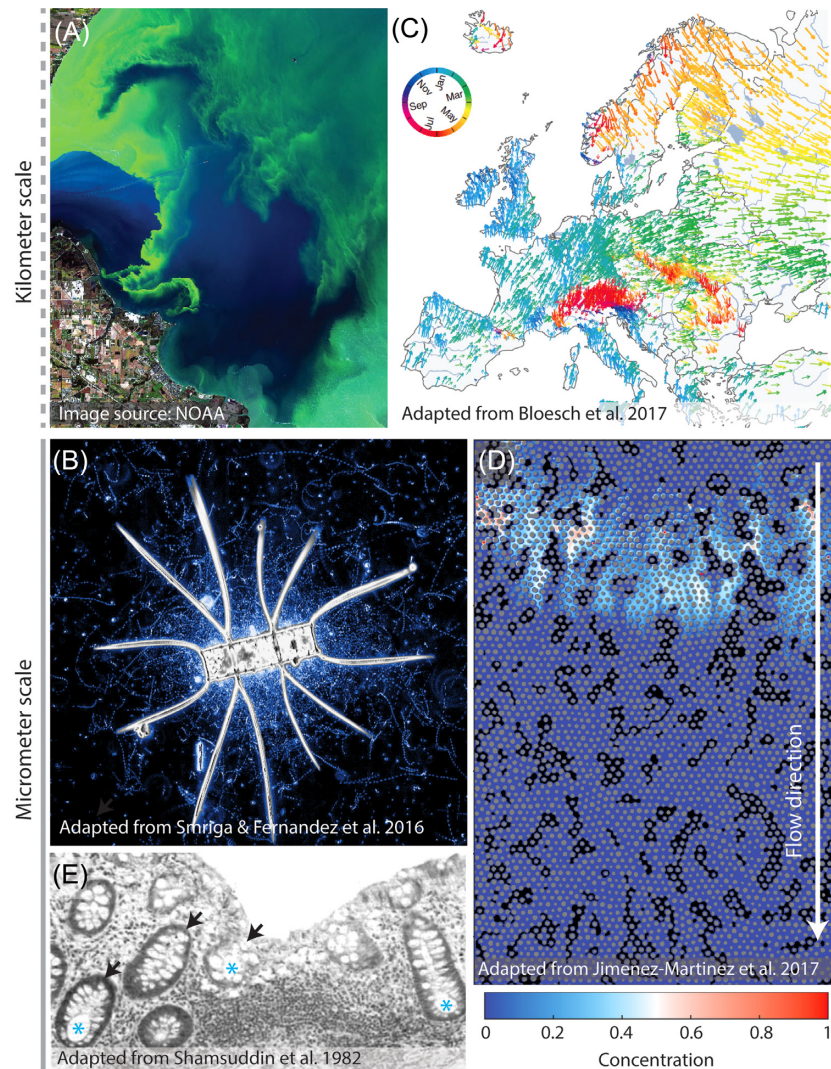 (A)
Image source: NOAA
(C)
Jan
Mar
May
Jul
Sep
Nov
Adapted from Bloesch et al. 2017
Kilometer scale
(B)
Adapted from Smriga & Fernandez et al. 2016
(D)
Flow direction
Adapted from Jimenez-Martinez et al. 2017
Micrometer scale
(E)
*
*
*
Adapted from Shamsuddin et al. 1982
0 0.2 0.4 0.6 0.8 1
Concentration